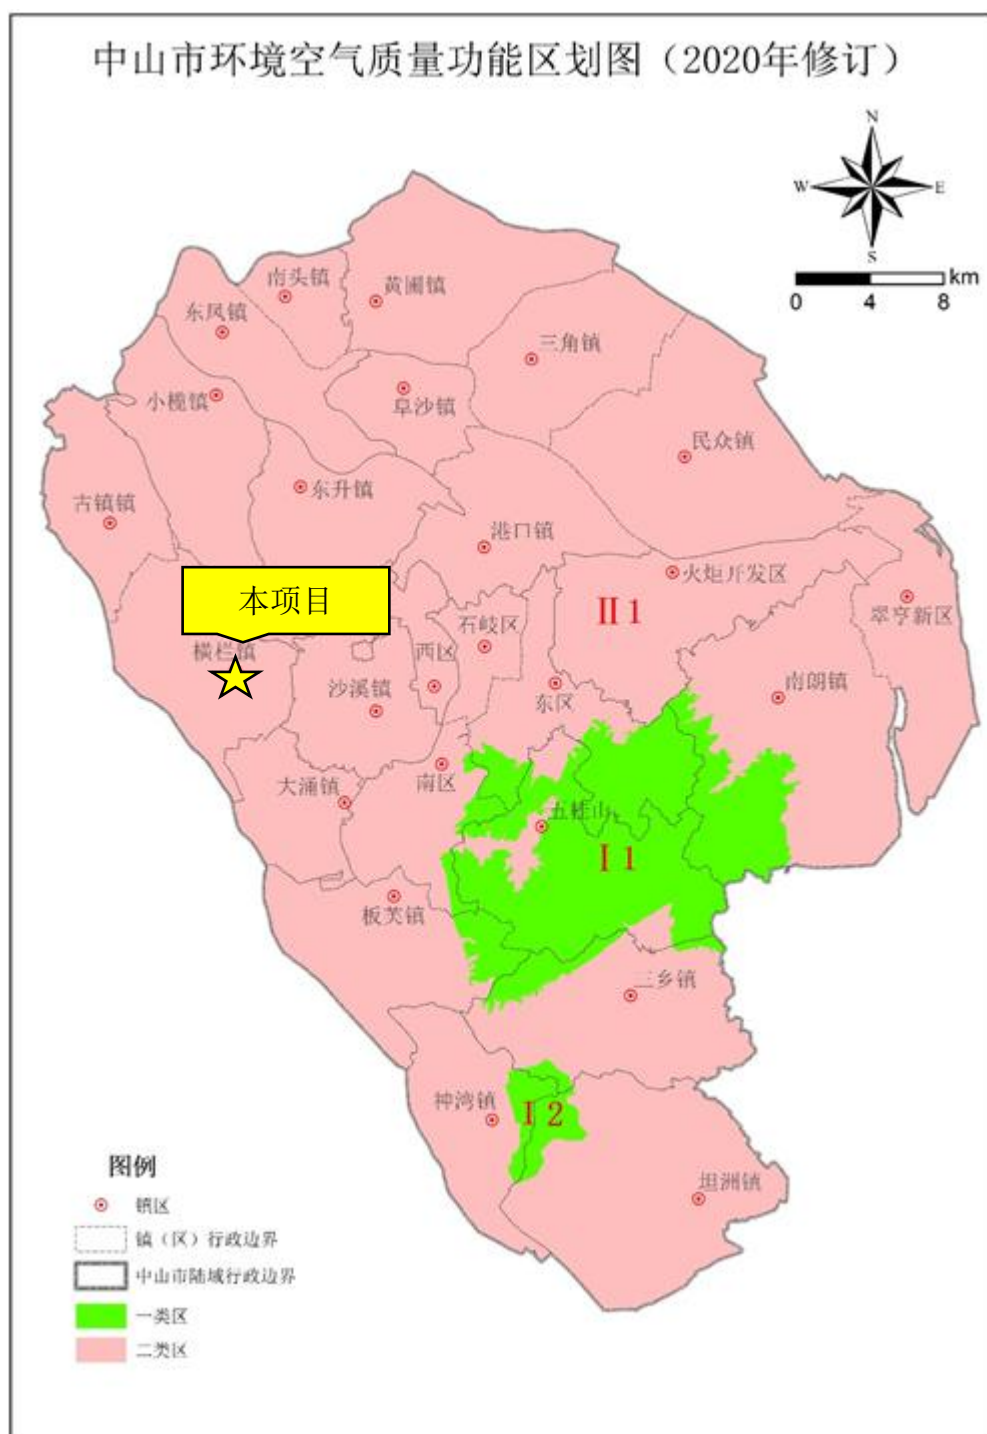 中山市环境空气质量功能区划图（2020年修订）
N
W
E
S
km
0 4 8
南头镇
黄圃镇
东凤镇
三角镇
小榄镇
阜沙镇
民众镇
东升镇
古镇镇
港口镇
火炬开发区
本项目
II 1
翠亨新区
石岐区
横栏镇
西区
沙溪镇
东区
南朗镇
南区
大涌镇
五桂山
I 1
板芙镇
三乡镇
神湾镇
I 2
坦洲镇
图例
镇区
镇（区）行政边界
中山市陆域行政边界
一类区
二类区